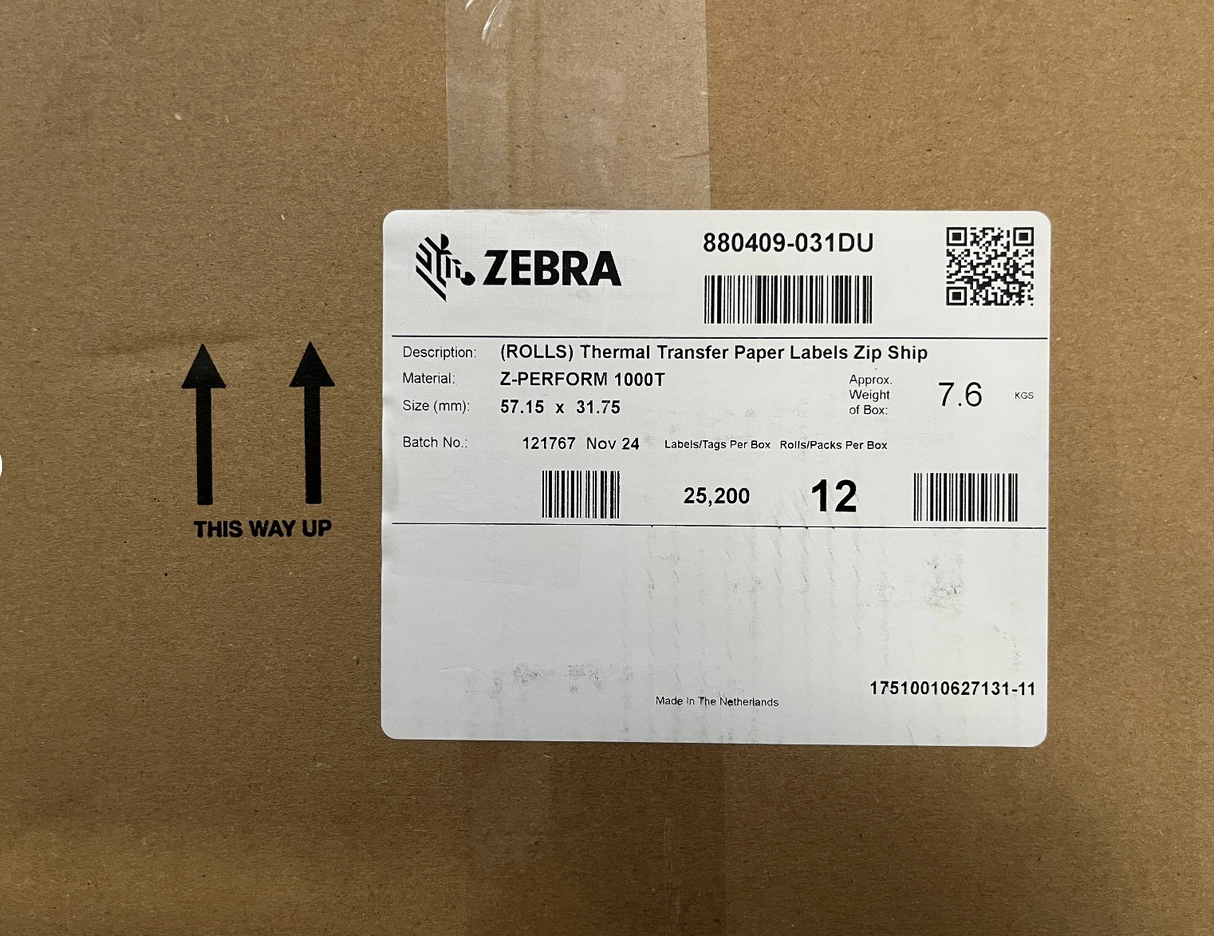 ZEBRA
880409-031DU
Description: (ROLLS) Thermal Transfer Paper Labels Zip Ship
Material: Z-PERFORM 1000T
Size (mm): 57.15 x 31.75
Approx.
Weight
of Box:
7.6 KGS
Batch No.: 121767 Nov 24 Labels/Tags Per Box Rolls/Packs Per Box
25,200 12
THIS WAY UP
17510010627131-11
Made In The Netherlands